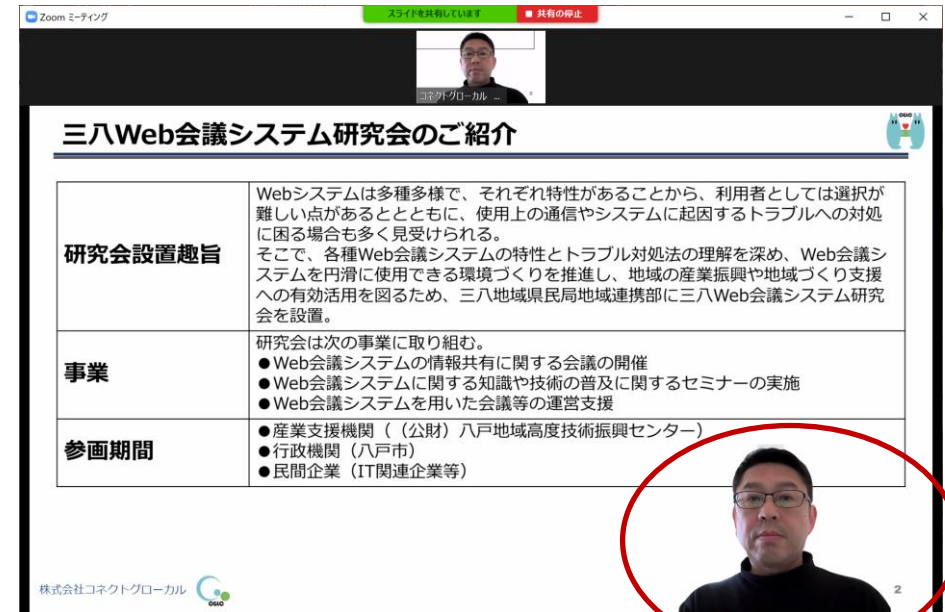 Zoom ミーティング
スライドを共有しています
共有の停止
コネクトグローカル ...
三八Web会議システム研究会のご紹介
OSLO
研究会設置趣旨
Webシステムは多種多様で、それぞれ特性があることから、利用者としては選択が
難しい点があるととともに、使用上の通信やシステムに起因するトラブルへの対処
に困る場合も多く見受けられる。
そこで、各種Web会議システムの特性とトラブル対処法の理解を深め、Web会議シ
ステムを円滑に使用できる環境づくりを推進し、地域の産業振興や地域づくり支援
への有効活用を図るため、三八地域県民局地域連携部に三八Web会議システム研究
会を設置。
事業
研究会は次の事業に取り組む。
●Web会議システムの情報共有に関する会議の開催
●Web会議システムに関する知識や技術の普及に関するセミナーの実施
●Web会議システムを用いた会議等の運営支援
参画期間
●産業支援機関（（公財）八戸地域高度技術振興センター）
●行政機関（八戸市）
●民間企業（IT関連企業等）
株式会社コネクトグローカル
OSLO
2